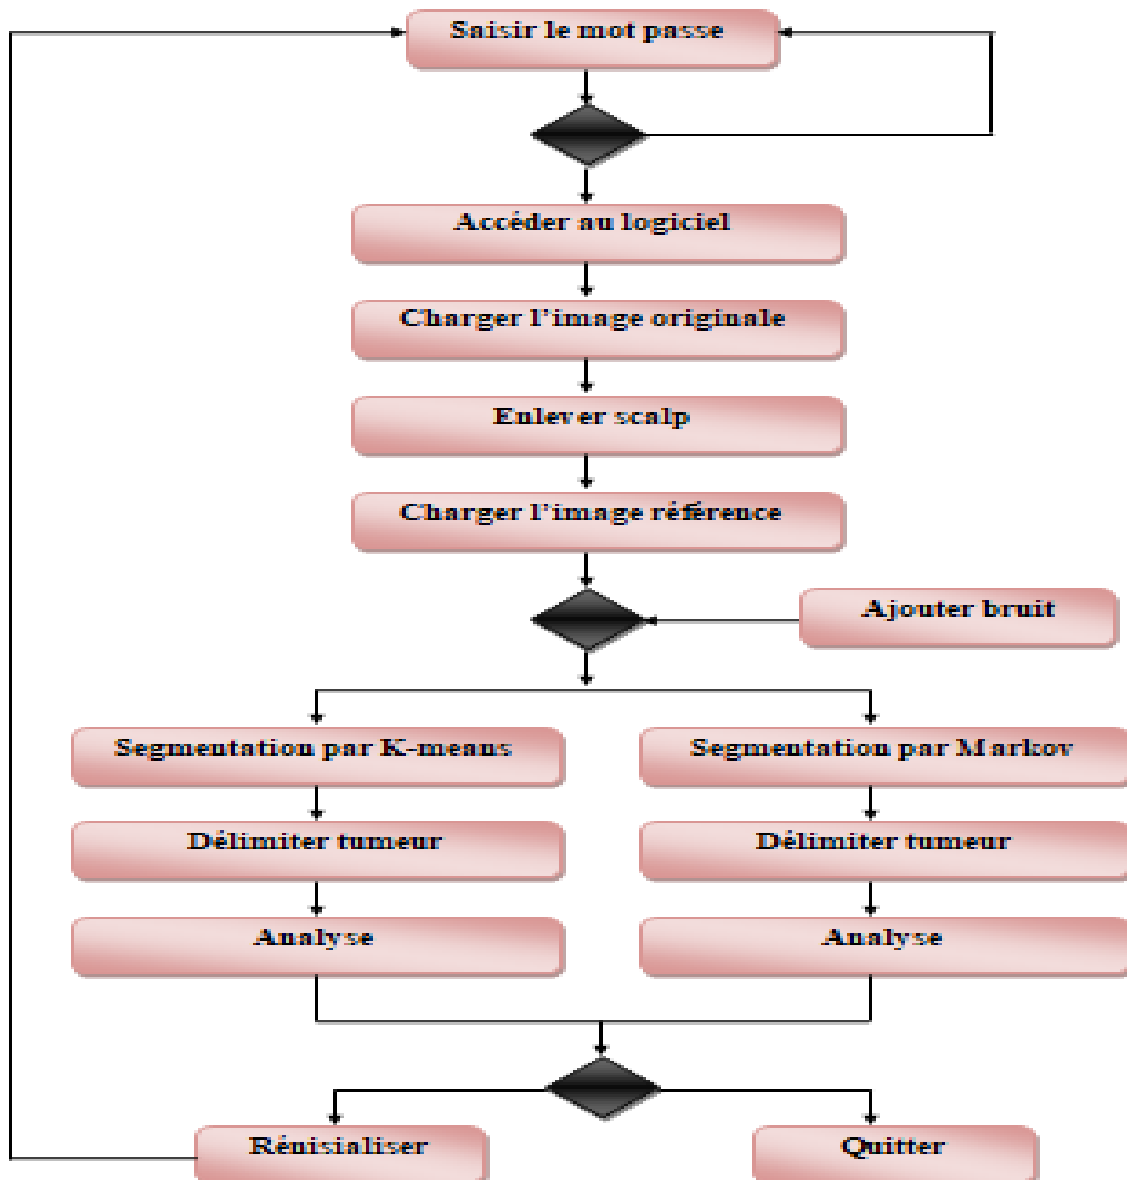 Saisir le mot passe
Accéder au logiciel
Charger l'image originale
Enlever scalp
Charger l'image référence
Ajouter bruit
Segmentation par K-means
Segmentation par Markov
Délimiter tumeur
Délimiter tumeur
Analyse
Analyse
Rénisialiser
Quitter